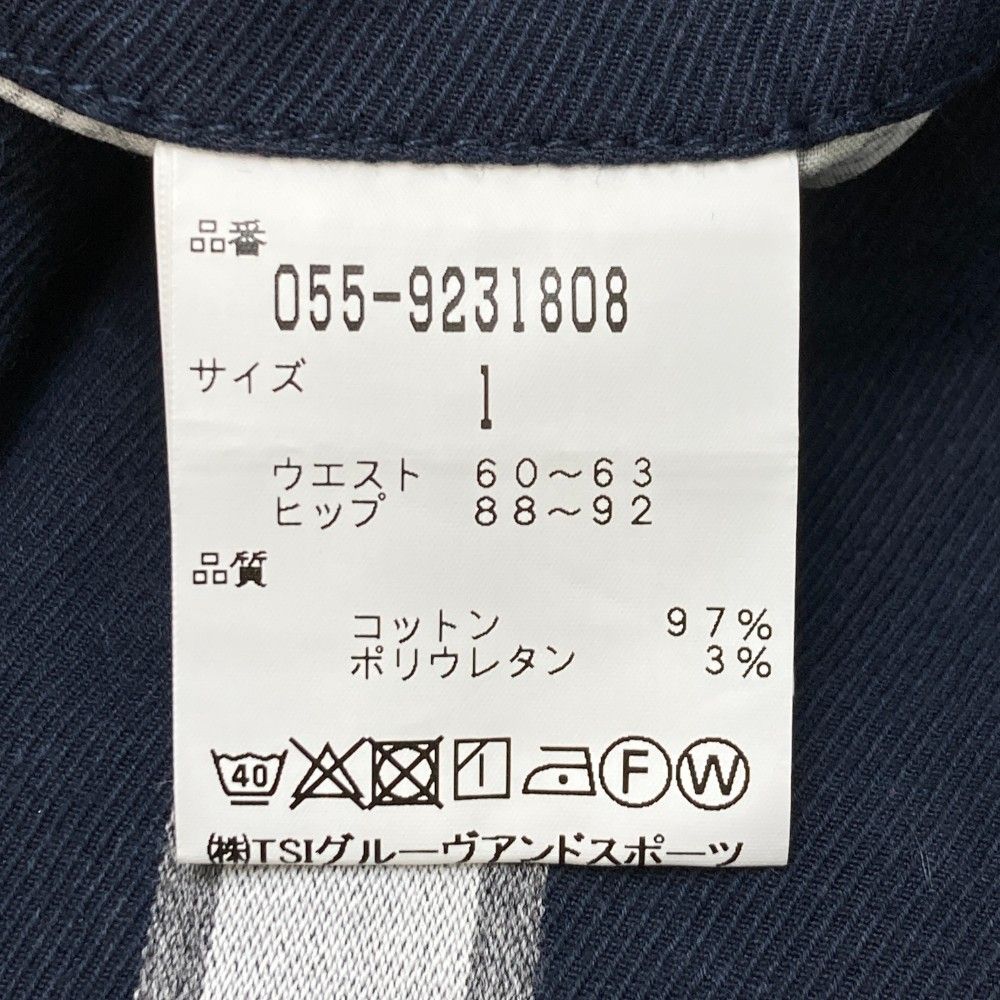 品番
055-9231808
サイズ 1
ウエスト 60～63
ヒップ 88～92
品質
コットン 97%
ポリウレタン 3%
40 F W
㈱TSIグルーヴアンドスポーツ